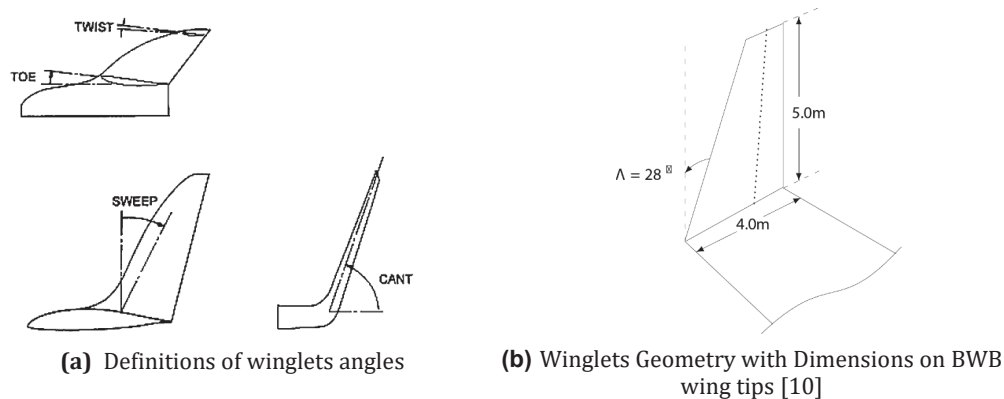 TWIST
TOE
SWEEP
CANT
(a) Definitions of winglets angles
Λ = 28
5.0m
4.0m
(b) Winglets Geometry with Dimensions on BWB
wing tips [10]